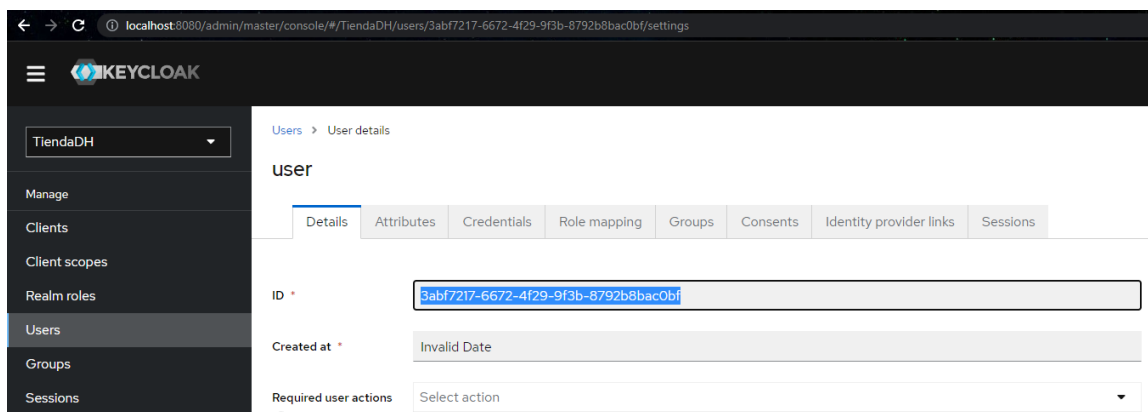 localhost:8080/admin/master/console/#/TiendaDH/users/3abf7217-6672-4f29-9f3b-8792b8bac0bf/settings
KEYCLOAK
TiendaDH
Manage
Clients
Client scopes
Realm roles
Users
Groups
Sessions
Users > User details
user
Details Attributes Credentials Role mapping Groups Consents Identity provider links Sessions
ID * 3abf7217-6672-4f29-9f3b-8792b8bac0bf
Created at * Invalid Date
Required user actions Select action